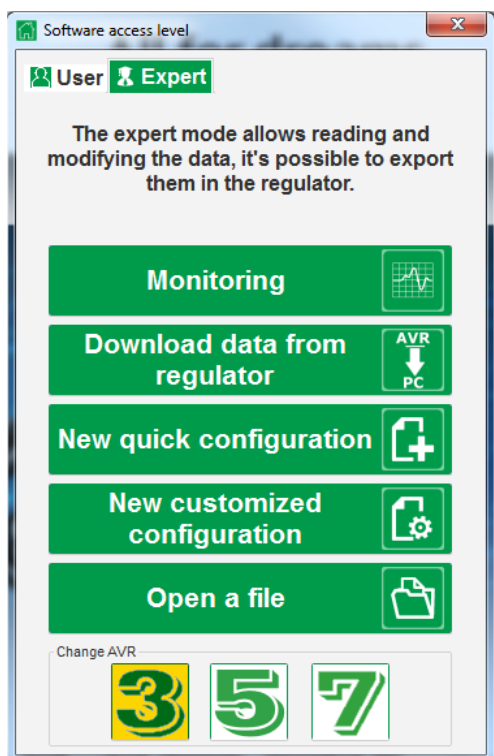 Software access level
User Expert
The expert mode allows reading and
modifying the data, it's possible to export
them in the regulator.
Monitoring
Download data from
regulator
AVR
PC
New quick configuration
New customized
configuration
Open a file
Change AVR
3 5 7